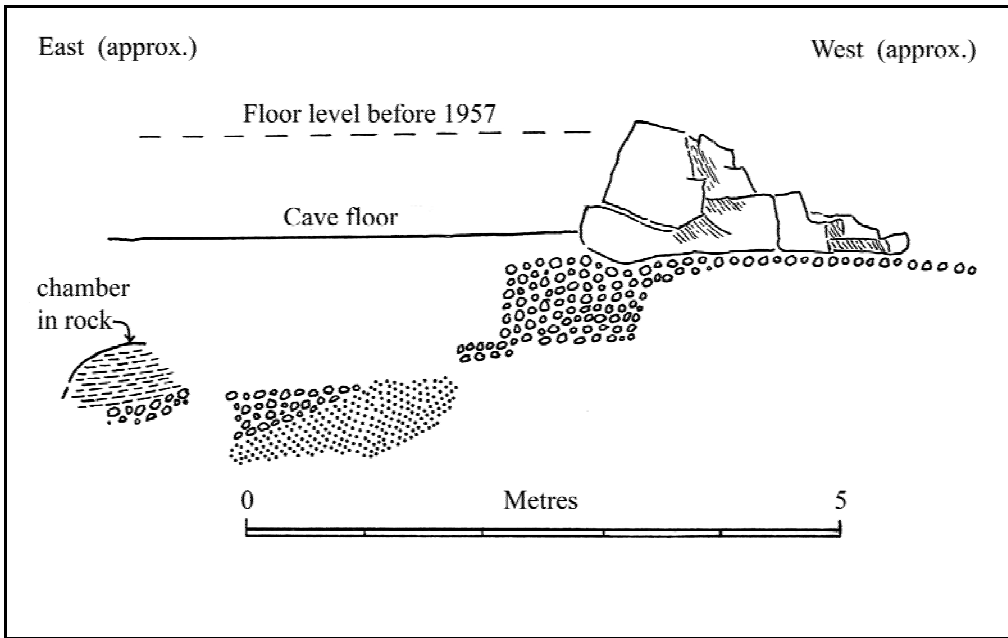 East (approx.)
West (approx.)
Floor level before 1957
Cave floor
chamber
in rock
0
Metres
5